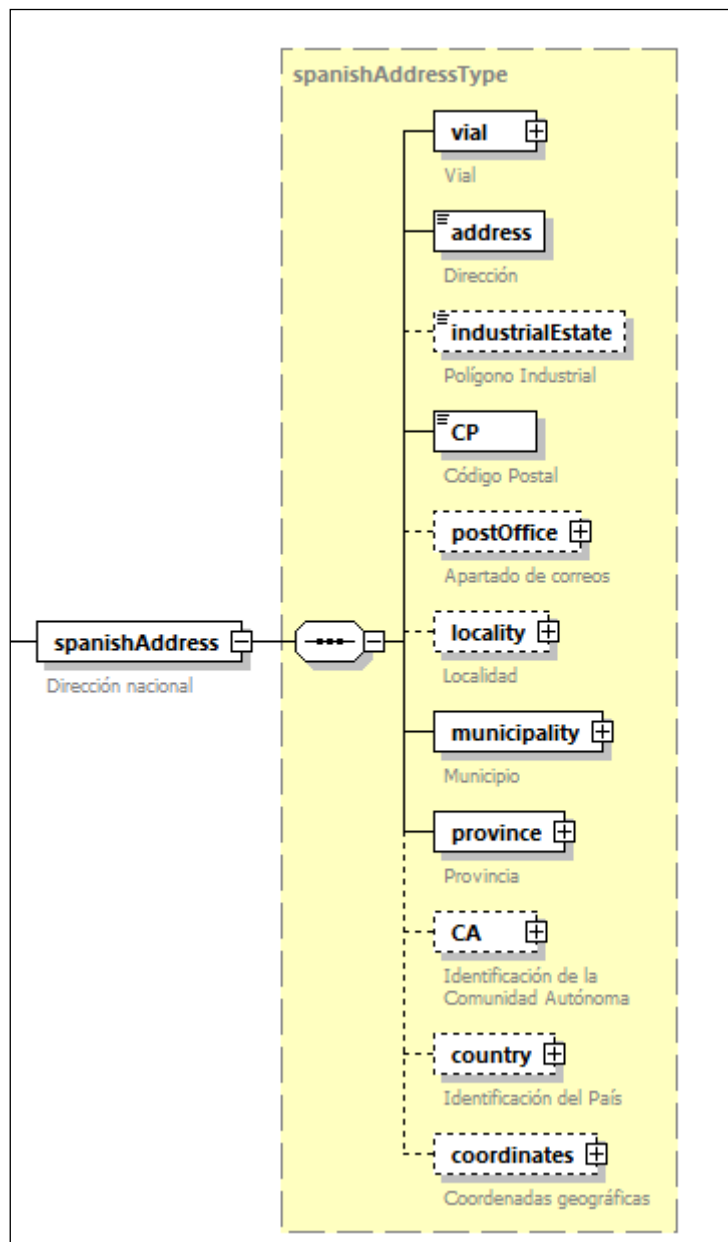 spanishAddressType
vial
Vial
address
Dirección
industrialEstate
Polígono Industrial
CP
Código Postal
postOffice
Apartado de correos
locality
Localidad
spanishAddress
Dirección nacional
municipality
Municipio
province
Provincia
CA
Identificación de la
Comunidad Autónoma
country
Identificación del País
coordinates
Coordenadas geográficas